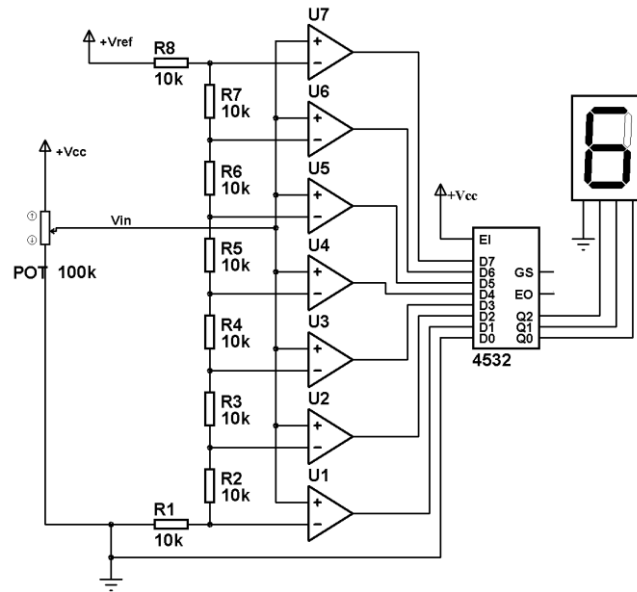 U7
+Vref
R8
10k
R7
10k
U6
+Vcc
R6
10k
U5
+Vcc
Vin
R5
10k
U4
POT 100k
EI
D7
D6 GS
D5
D4 EO
D3
D2 Q2
D1 Q1
D0 Q0
4532
R4
10k
U3
R3
10k
U2
R2
10k
U1
R1
10k
6